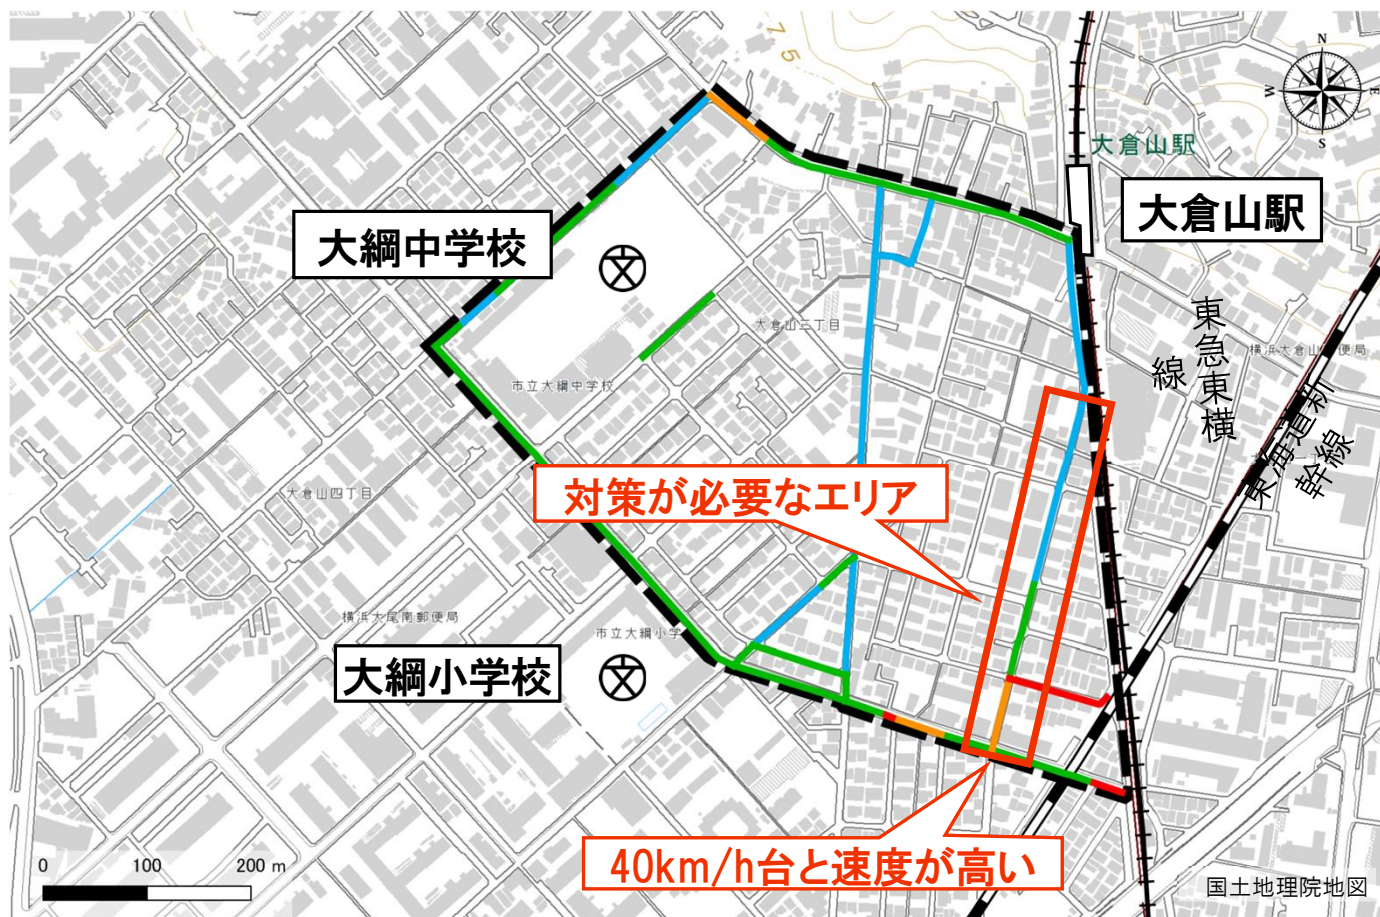 N
W
E
S
75
大倉山駅
大倉山駅
大綱中学校
大倉山三丁目
東急東横
線
横浜大倉山郵便局
東海道新
幹線
市立大綱中学校
対策が必要なエリア
大倉山四丁目
横浜大尾南郵便局
市立大綱小学
大綱小学校
40km/h台と速度が高い
0 100 200 m
国土地理院地図